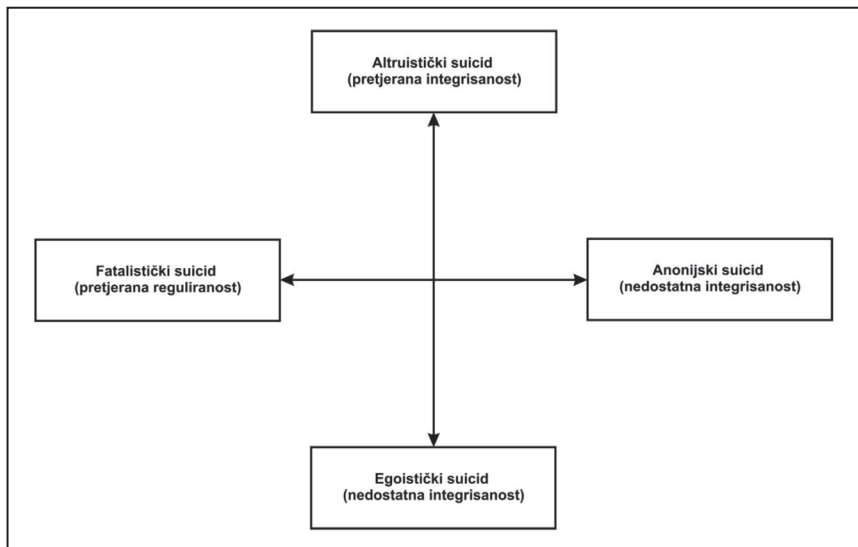 Altruistički suicid
(pretjerana integrisanost)
Fatalistički suicid
(pretjerana reguliranost)
Anonijski suicid
(nedostatna integrisanost)
Egoistički suicid
(nedostatna integrisanost)